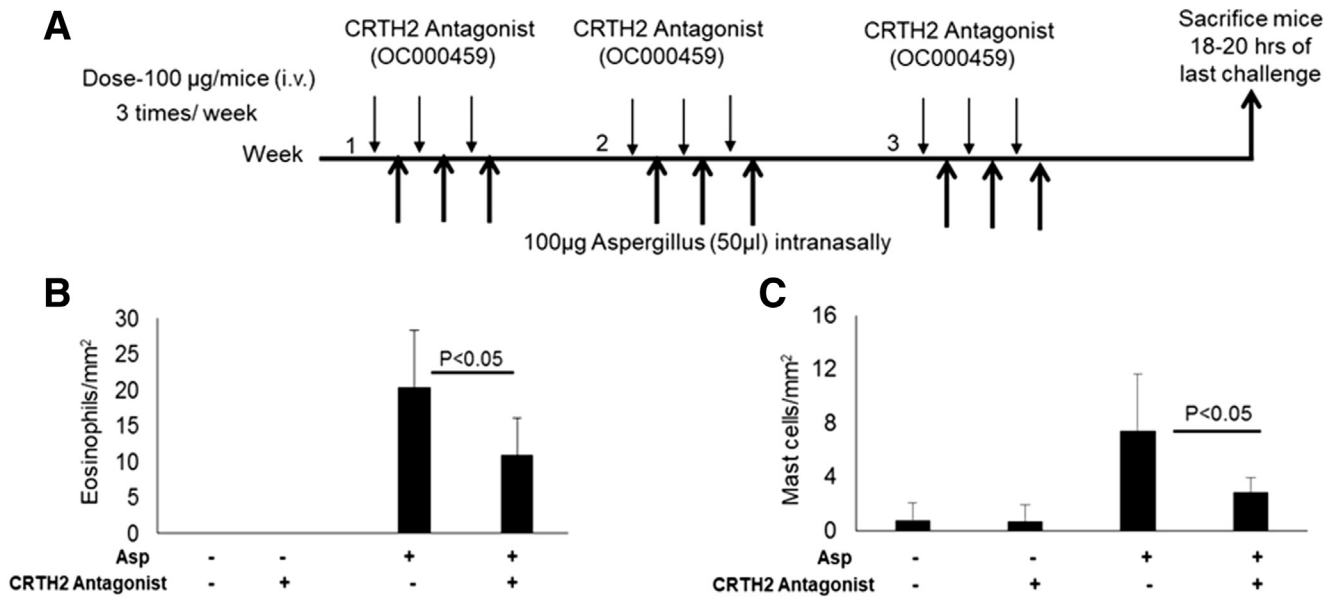 A
CRTH2 Antagonist
(OC000459)
CRTH2 Antagonist
(OC000459)
CRTH2 Antagonist
(OC000459)
Sacrifice mice
18-20 hrs of
last challenge
Dose-100 µg/mice (i.v.)
3 times/ week
Week
1
2
3
100µg Aspergillus (50µl) intranasally
B
Eosinophils/mm²
30
25
20
15
10
5
0
P<0.05
Asp - - + +
CRTH2 Antagonist - + - +
C
Mast cells/mm²
16
12
8
4
0
P<0.05
Asp - - + +
CRTH2 Antagonist - + - +